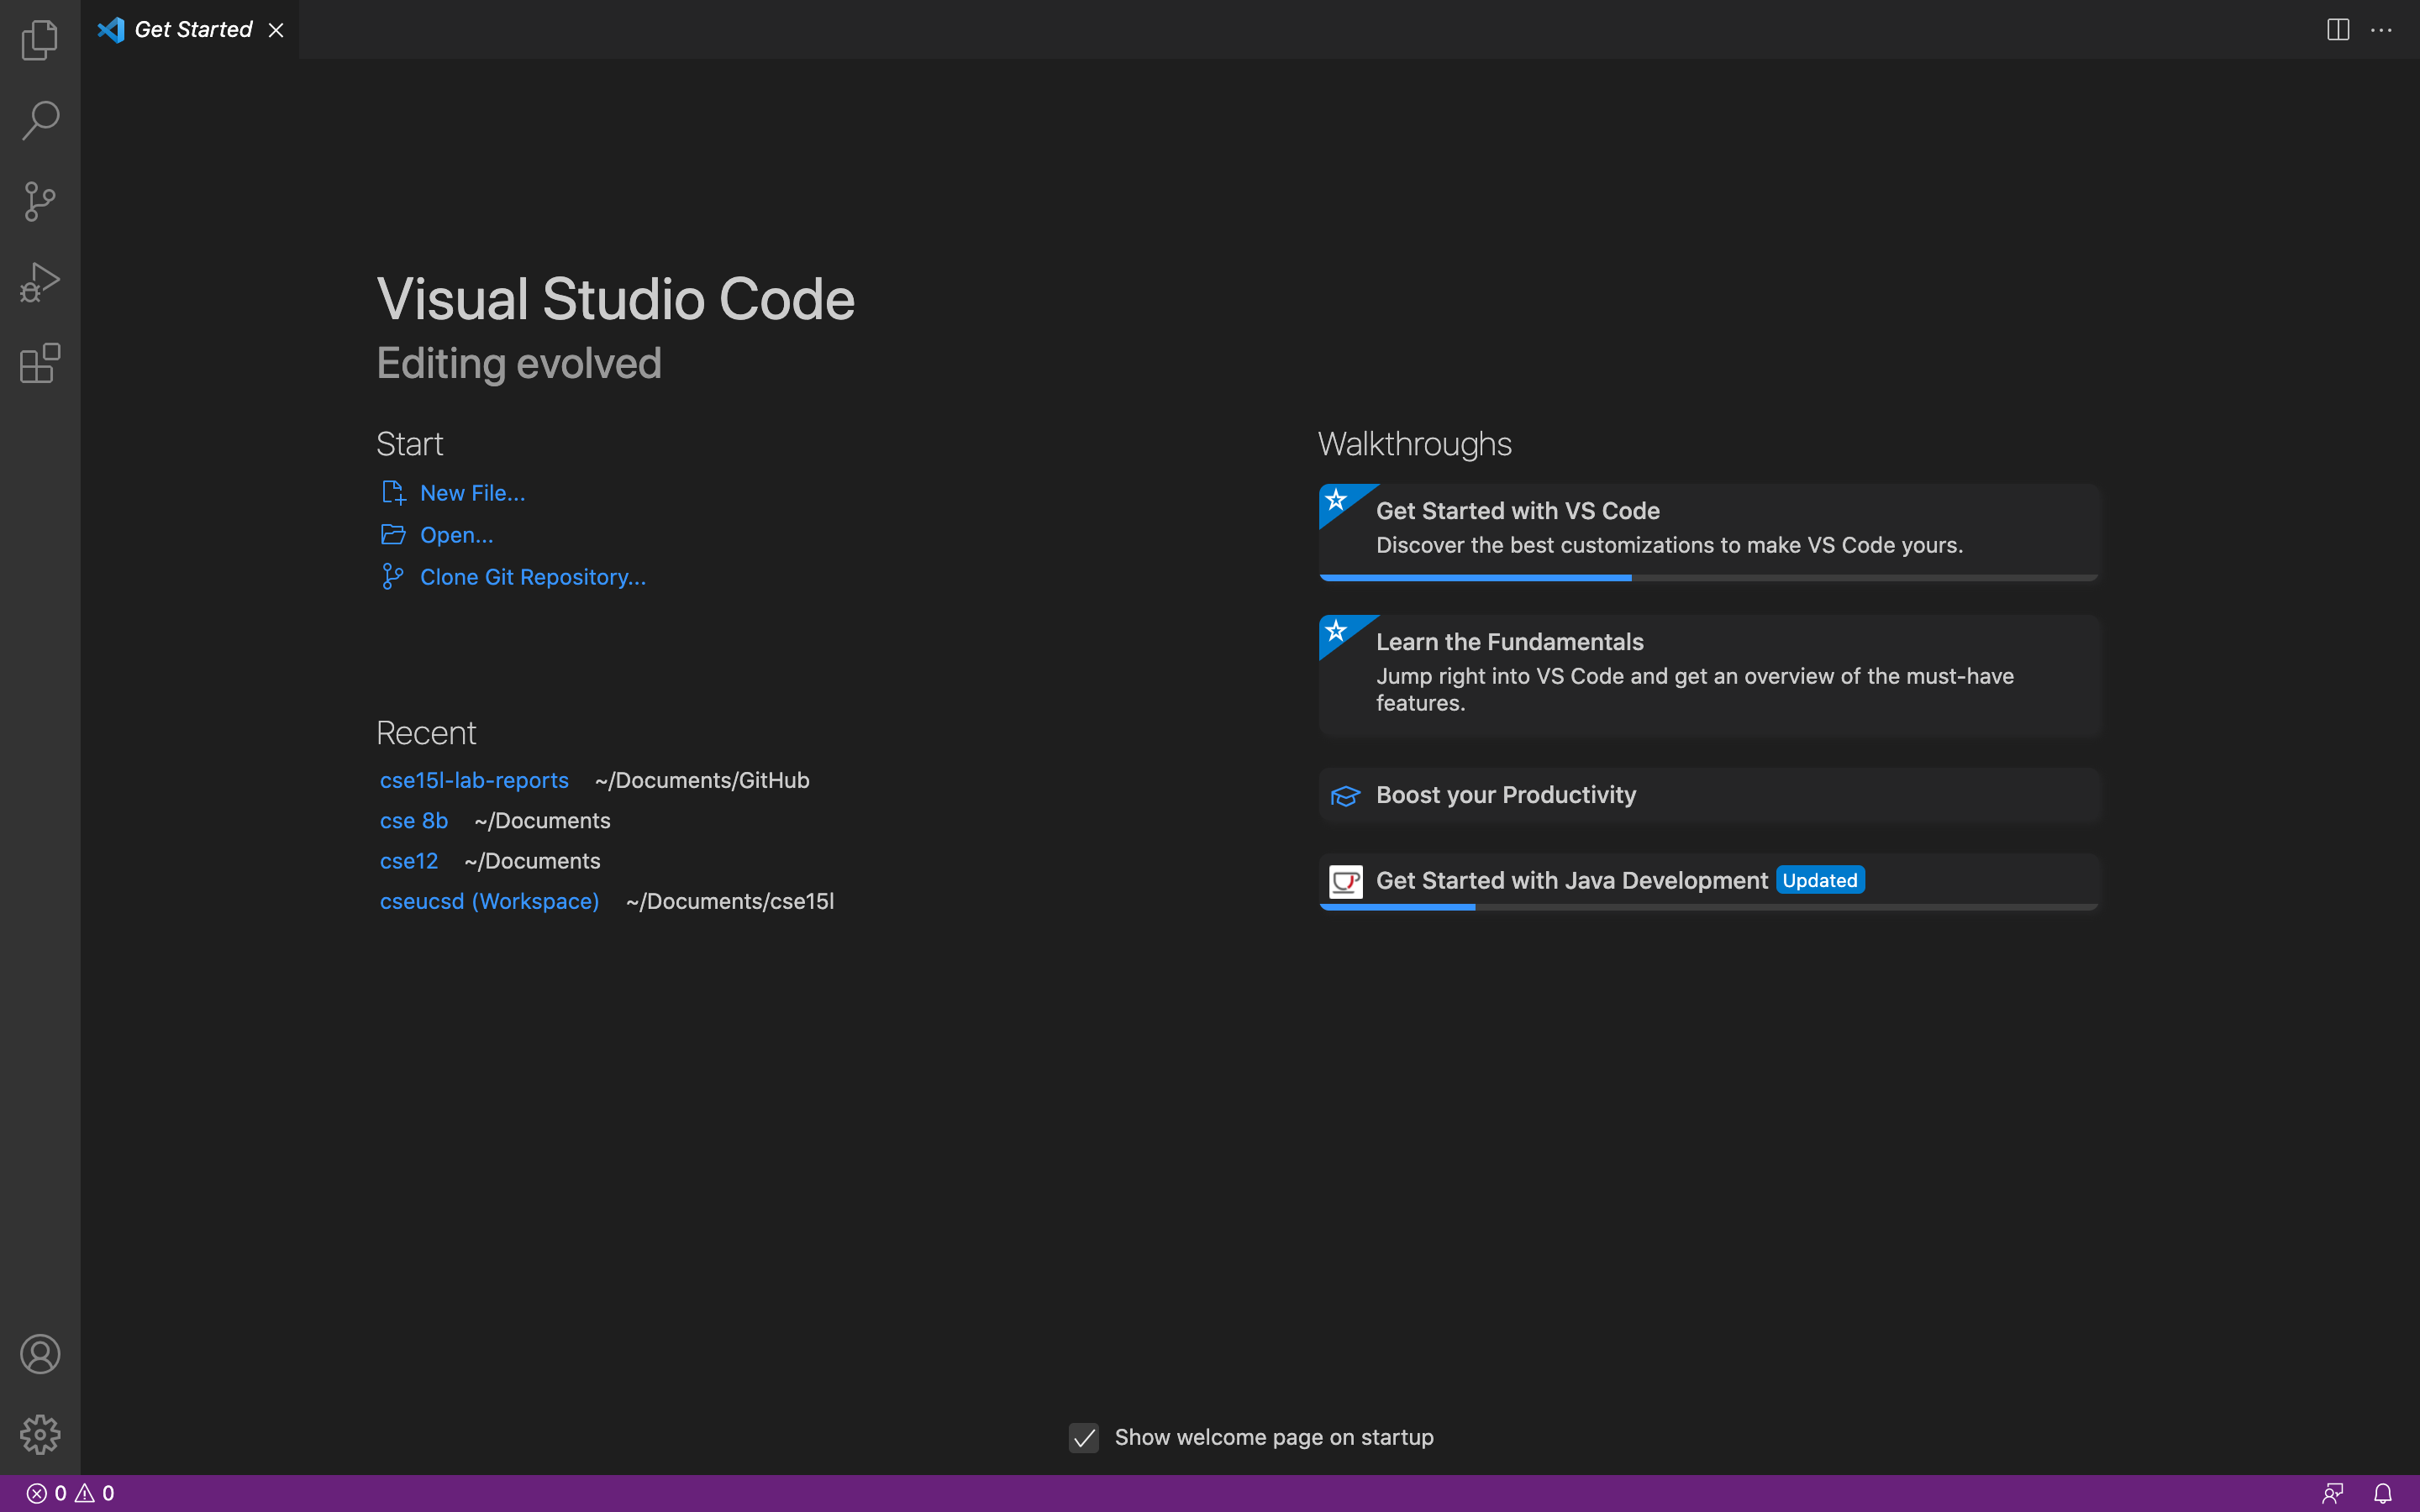 Get Started
Visual Studio Code
Editing evolved
Start
New File...
Open...
Clone Git Repository...
Recent
cse15l-lab-reports ~/Documents/GitHub
cse 8b ~/Documents
cse12 ~/Documents
cseucsd (Workspace) ~/Documents/cse15l
Walkthroughs
Get Started with VS Code
Discover the best customizations to make VS Code yours.
Learn the Fundamentals
Jump right into VS Code and get an overview of the must-have
features.
Boost your Productivity
Get Started with Java Development Updated
Show welcome page on startup
0 0